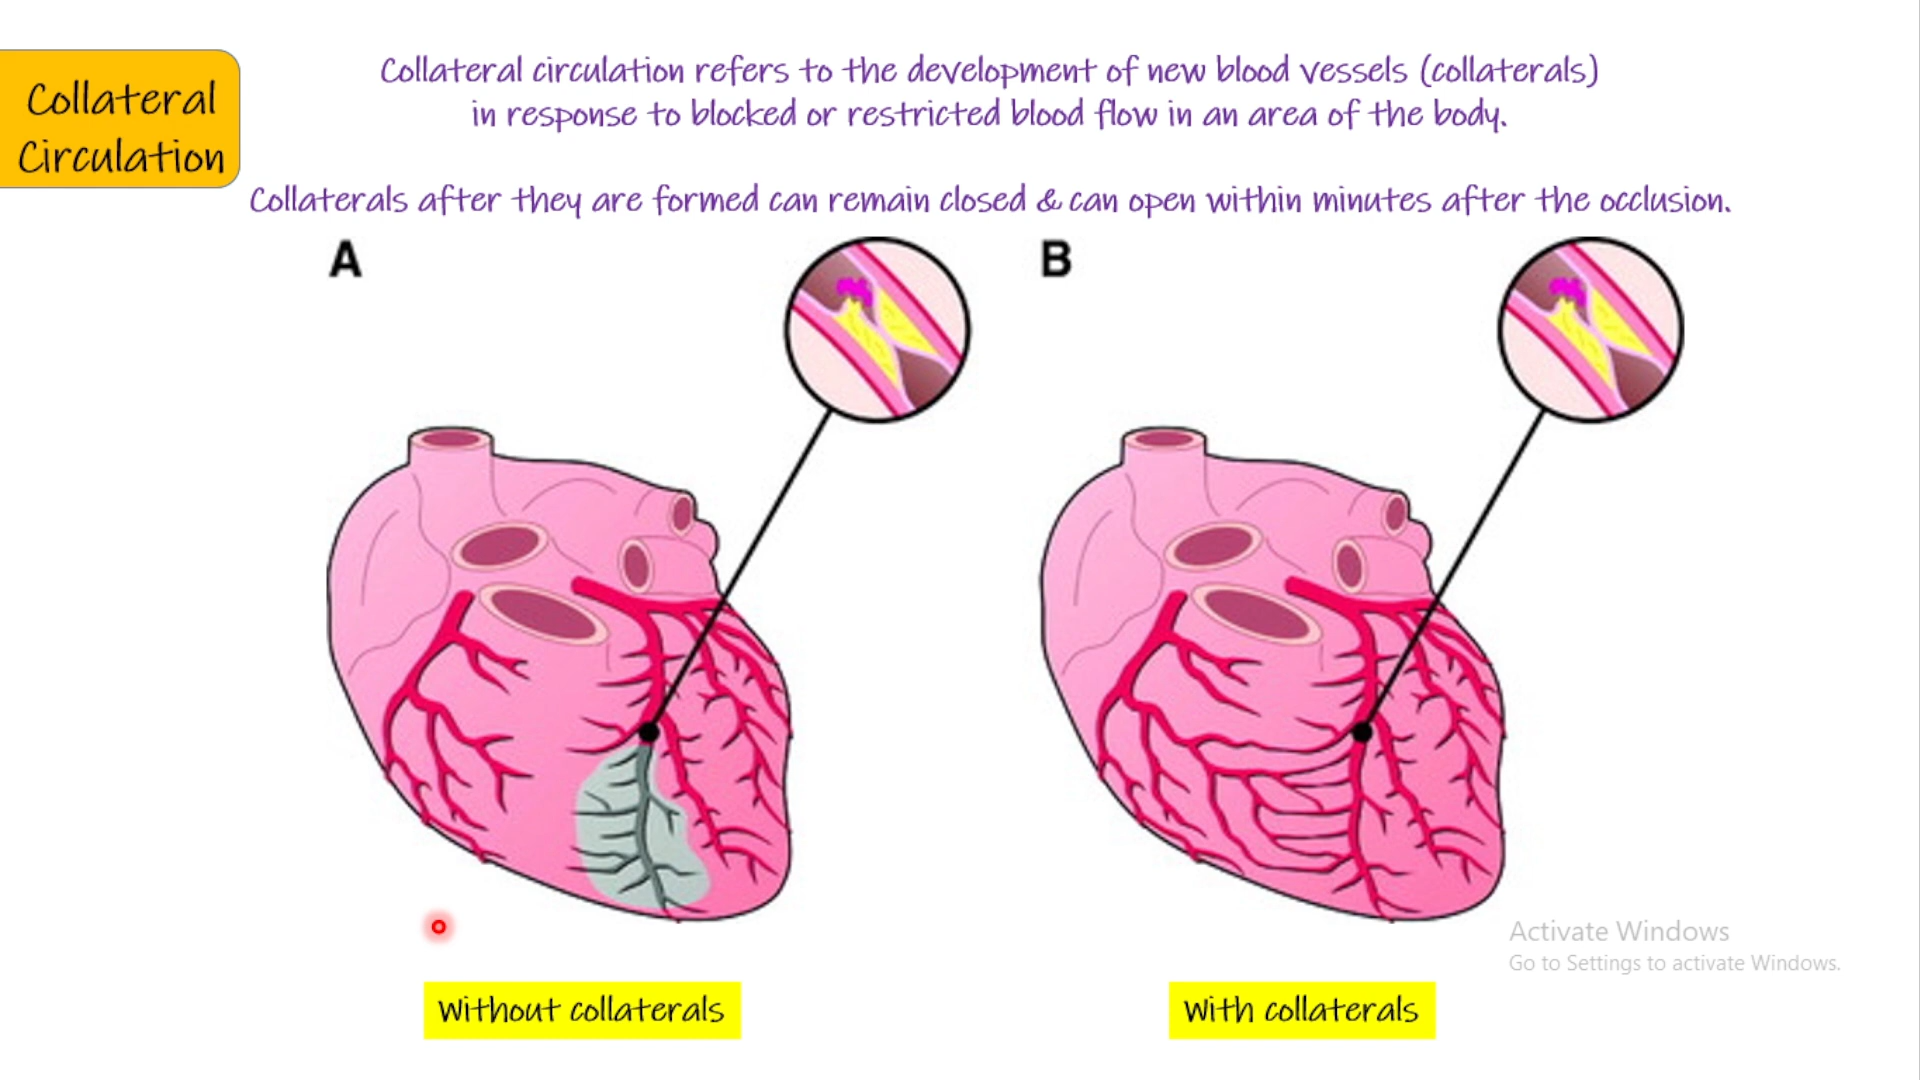 Collateral
Circulation
Collateral circulation refers to the development of new blood vessels (collaterals)
in response to blocked or restricted blood flow in an area of the body.
Collaterals after they are formed can remain closed & can open within minutes after the occlusion.
A
B
Activate Windows
Go to Settings to activate Windows.
Without collaterals
With collaterals